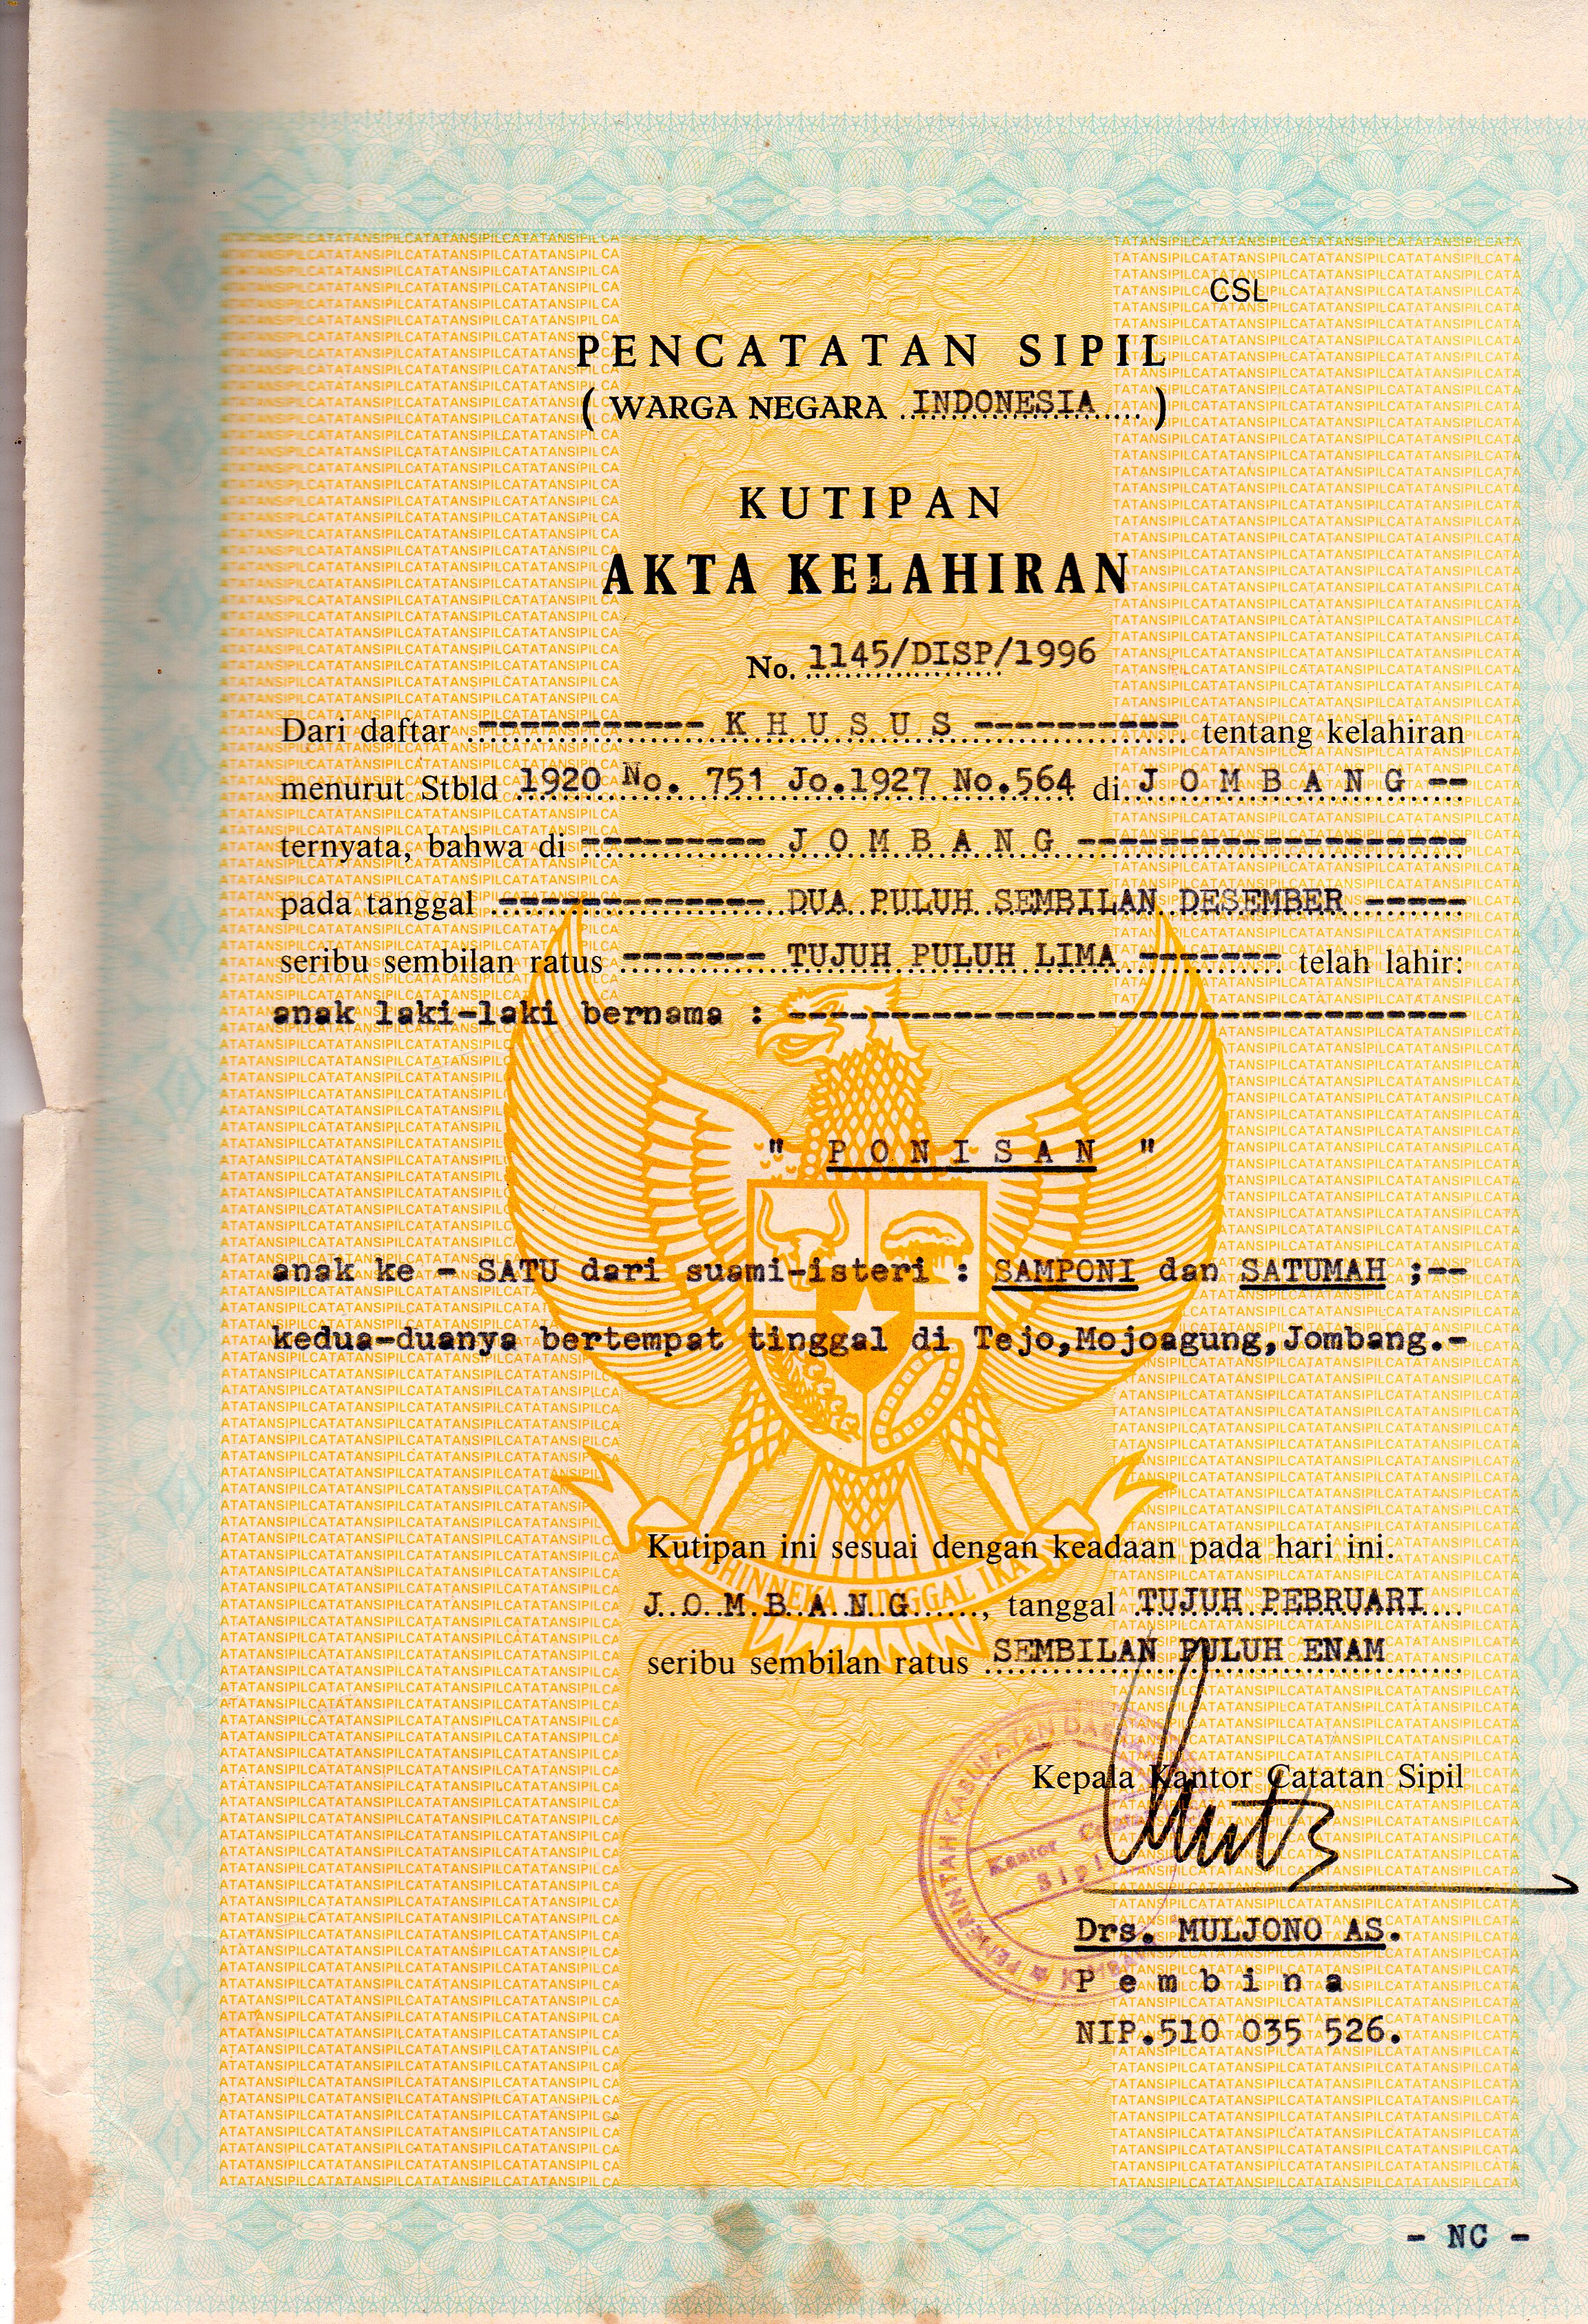 CSL
PENCATATAN SIPIL
( WARGA NEGARA INDONESIA )
KUTIPAN
AKTA KELAHIRAN
No. 1145/DISP/1996
Dari daftar ----------- K H U S U S ---------- tentang kelahiran
menurut Stbld 1920 No. 751 Jo.1927 No.564 di J O M B A N G --
ternyata, bahwa di --------- J O M B A N G -------------------
pada tanggal ------------- DUA PULUH SEMBILAN DESEMBER -----
seribu sembilan ratus ------- TUJUH PULUH LIMA ------- telah lahir:
anak laki-laki bernama : ---------------------------------
" P O N I S A N "
anak ke - SATU dari suami-isteri : SAMPONI dan SATUMAH ;--
kedua-duanya bertempat tinggal di Tejo,Mojoagung,Jombang.-
Kutipan ini sesuai dengan keadaan pada hari ini.
BHINNEKA TUNGGAL IKA
J.O.M.B.A.N.G......, tanggal TUJUH PEBRUARI
seribu sembilan ratus SEMBILAN PULUH ENAM
Kepala Kantor Catatan Sipil
PEMERINTAH KABUPATEN DAERAH
Kantor Catatan
Sipil
Drs. MULJONO AS.
P e m b i n a
NIP.510 035 526.
- NC -